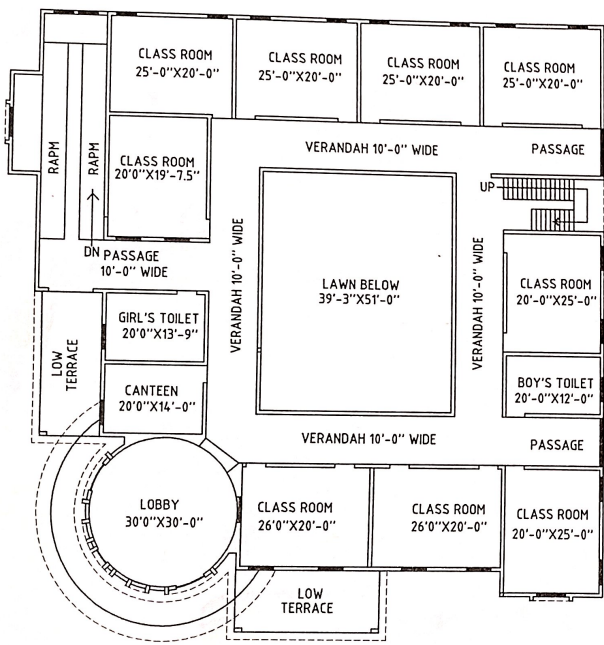 CLASS ROOM
25'-0"X20'-0"
CLASS ROOM
25'-0"X20'-0"
CLASS ROOM
25'-0"X20'-0"
CLASS ROOM
25'-0"X20'-0"
RAPM
RAPM
CLASS ROOM
20'0"X19'-7.5"
VERANDAH 10'-0" WIDE
PASSAGE
UP
DN
PASSAGE
10'-0" WIDE
VERANDAH 10'-0" WIDE
LAWN BELOW
39'-3"X51'-0"
VERANDAH 10'-0" WIDE
CLASS ROOM
20'-0"X25'-0"
GIRL'S TOILET
20'0"X13'-9"
LOW
TERRACE
CANTEEN
20'0"X14'-0"
BOY'S TOILET
20'-0"X12'-0"
VERANDAH 10'-0" WIDE
PASSAGE
LOBBY
30'0"X30'-0"
CLASS ROOM
26'0"X20'-0"
CLASS ROOM
26'0"X20'-0"
CLASS ROOM
20'-0"X25'-0"
LOW
TERRACE